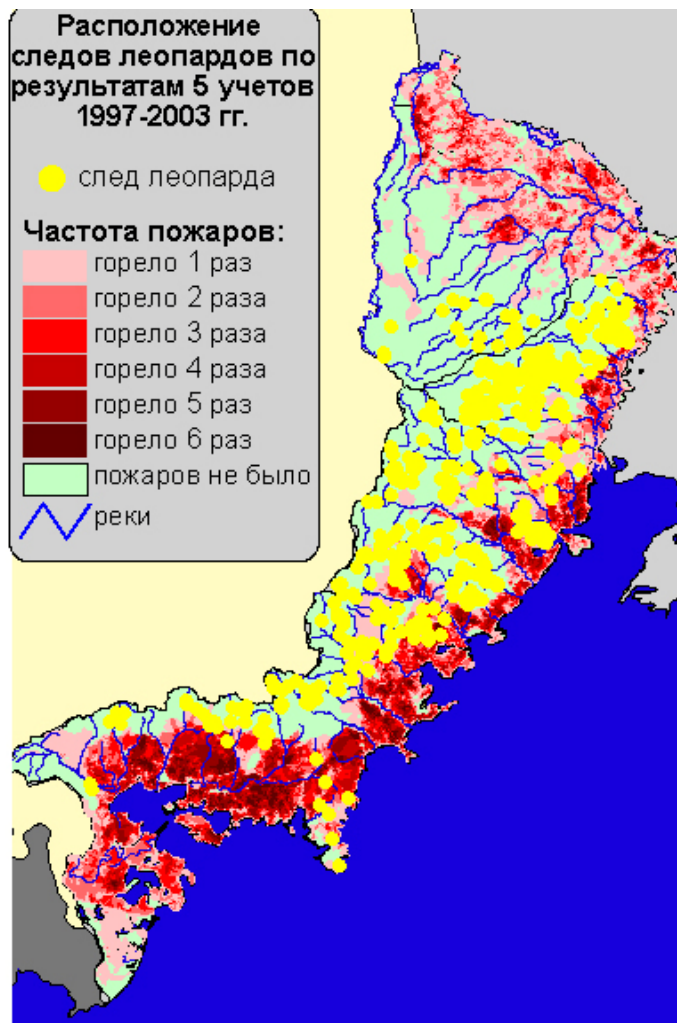 Расположение
следов леопардов по
результатам 5 учетов
1997-2003 гг.
след леопарда
Частота пожаров:
горело 1 раз
горело 2 раза
горело 3 раза
горело 4 раза
горело 5 раз
горело 6 раз
пожаров не было
реки